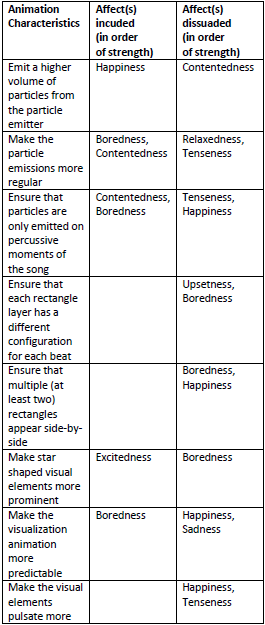 Animation Affect(s) Affect(s)
Characteristics incuded dissuaded (in
(in order order
of strength) of strength)
Emit a higher Happiness Contentedness
volume of
particles from
the particle
emitter
Make the Boredness, Relaxedness,
particle Contentedness Tenseness
emissions more
regular
Ensure that Contentedness, Tenseness,
particles are Boredness Happiness
only emitted on
percussive
moments of
the song
Ensure that Upsetness,
each rectangle Boredness
layer has a
different
configuration
for each beat
Ensure that Boredness,
multiple (at Happiness
least two)
rectangles
appear side-by-
side
Make star Excitedness Boredness
shaped visual
elements more
prominent
Make the Boredness Happiness,
visualization Sadness
animation
more
predictable
Make the visual Happiness,
elements Tenseness
pulsate more